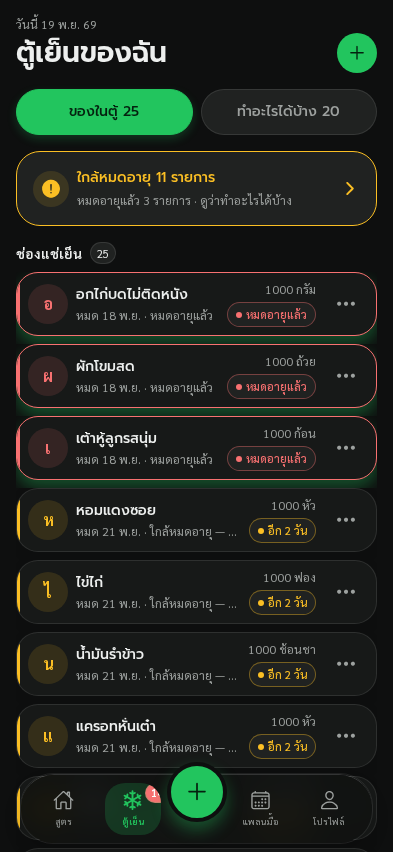 วันนี้ 19 พ.ย. 69
ตู้เย็นของฉัน
ของในตู้ 25
ทำอะไรได้บ้าง 20
ใกล้หมดอายุ 11 รายการ
หมดอายุแล้ว 3 รายการ · ดูว่าทำอะไรได้บ้าง
ช่องแช่เย็น 25
อ
อกไก่บดไม่ติดหนัง
1000 กรัม
หมด 18 พ.ย. · หมดอายุแล้ว
หมดอายุแล้ว
ผ
ผักโขมสด
1000 ถ้วย
หมด 18 พ.ย. · หมดอายุแล้ว
หมดอายุแล้ว
เ
เต้าหู้ลูกรสนุ่ม
1000 ก้อน
หมด 18 พ.ย. · หมดอายุแล้ว
หมดอายุแล้ว
ห
หอมแดงซอย
1000 หัว
หมด 21 พ.ย. · ใกล้หมดอายุ — ...
อีก 2 วัน
ไ
ไข่ไก่
1000 ฟอง
หมด 21 พ.ย. · ใกล้หมดอายุ — ...
อีก 2 วัน
น
น้ำมันรำข้าว
1000 ช้อนชา
หมด 21 พ.ย. · ใกล้หมดอายุ — ...
อีก 2 วัน
แ
แครอทหั่นเต๋า
1000 หัว
หมด 21 พ.ย. · ใกล้หมดอายุ — ...
อีก 2 วัน
สูตร
ตู้เย็น
แพลนมื้อ
โปรไฟล์